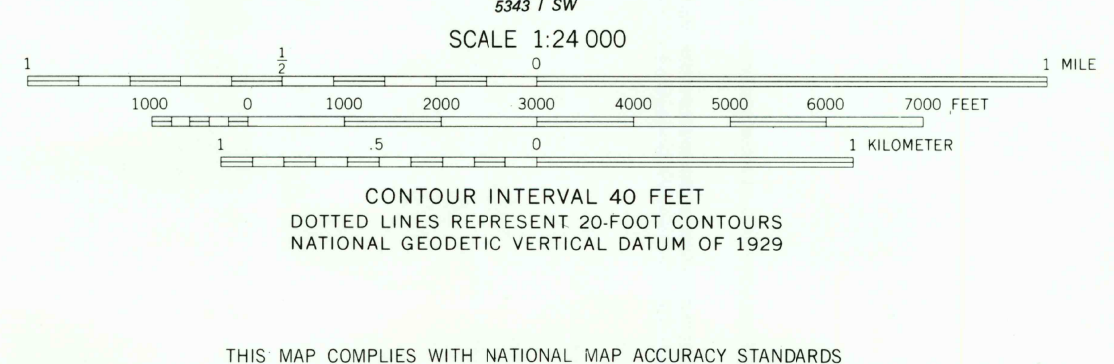 5343 I SW
SCALE 1:24 000
1 1/2 0 1 MILE
1000 0 1000 2000 3000 4000 5000 6000 7000 FEET
1 .5 0 1 KILOMETER
CONTOUR INTERVAL 40 FEET
DOTTED LINES REPRESENT 20-FOOT CONTOURS
NATIONAL GEODETIC VERTICAL DATUM OF 1929
THIS MAP COMPLIES WITH NATIONAL MAP ACCURACY STANDARDS